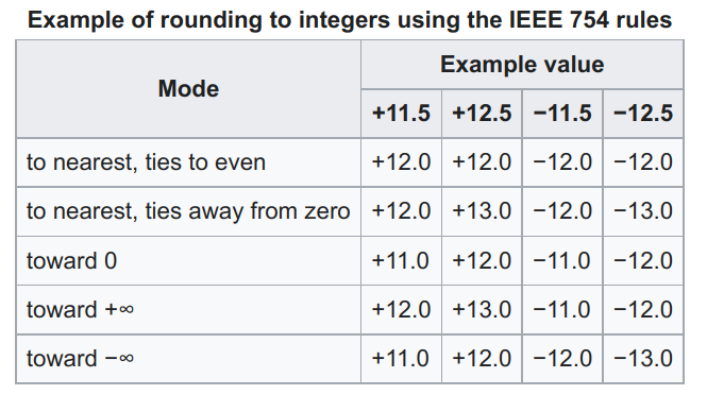 Example of rounding to integers using the IEEE 754 rules
Mode
Example value
+11.5 +12.5 −11.5 −12.5
to nearest, ties to even +12.0 +12.0 −12.0 −12.0
to nearest, ties away from zero +12.0 +13.0 −12.0 −13.0
toward 0 +11.0 +12.0 −11.0 −12.0
toward +∞ +12.0 +13.0 −11.0 −12.0
toward −∞ +11.0 +12.0 −12.0 −13.0